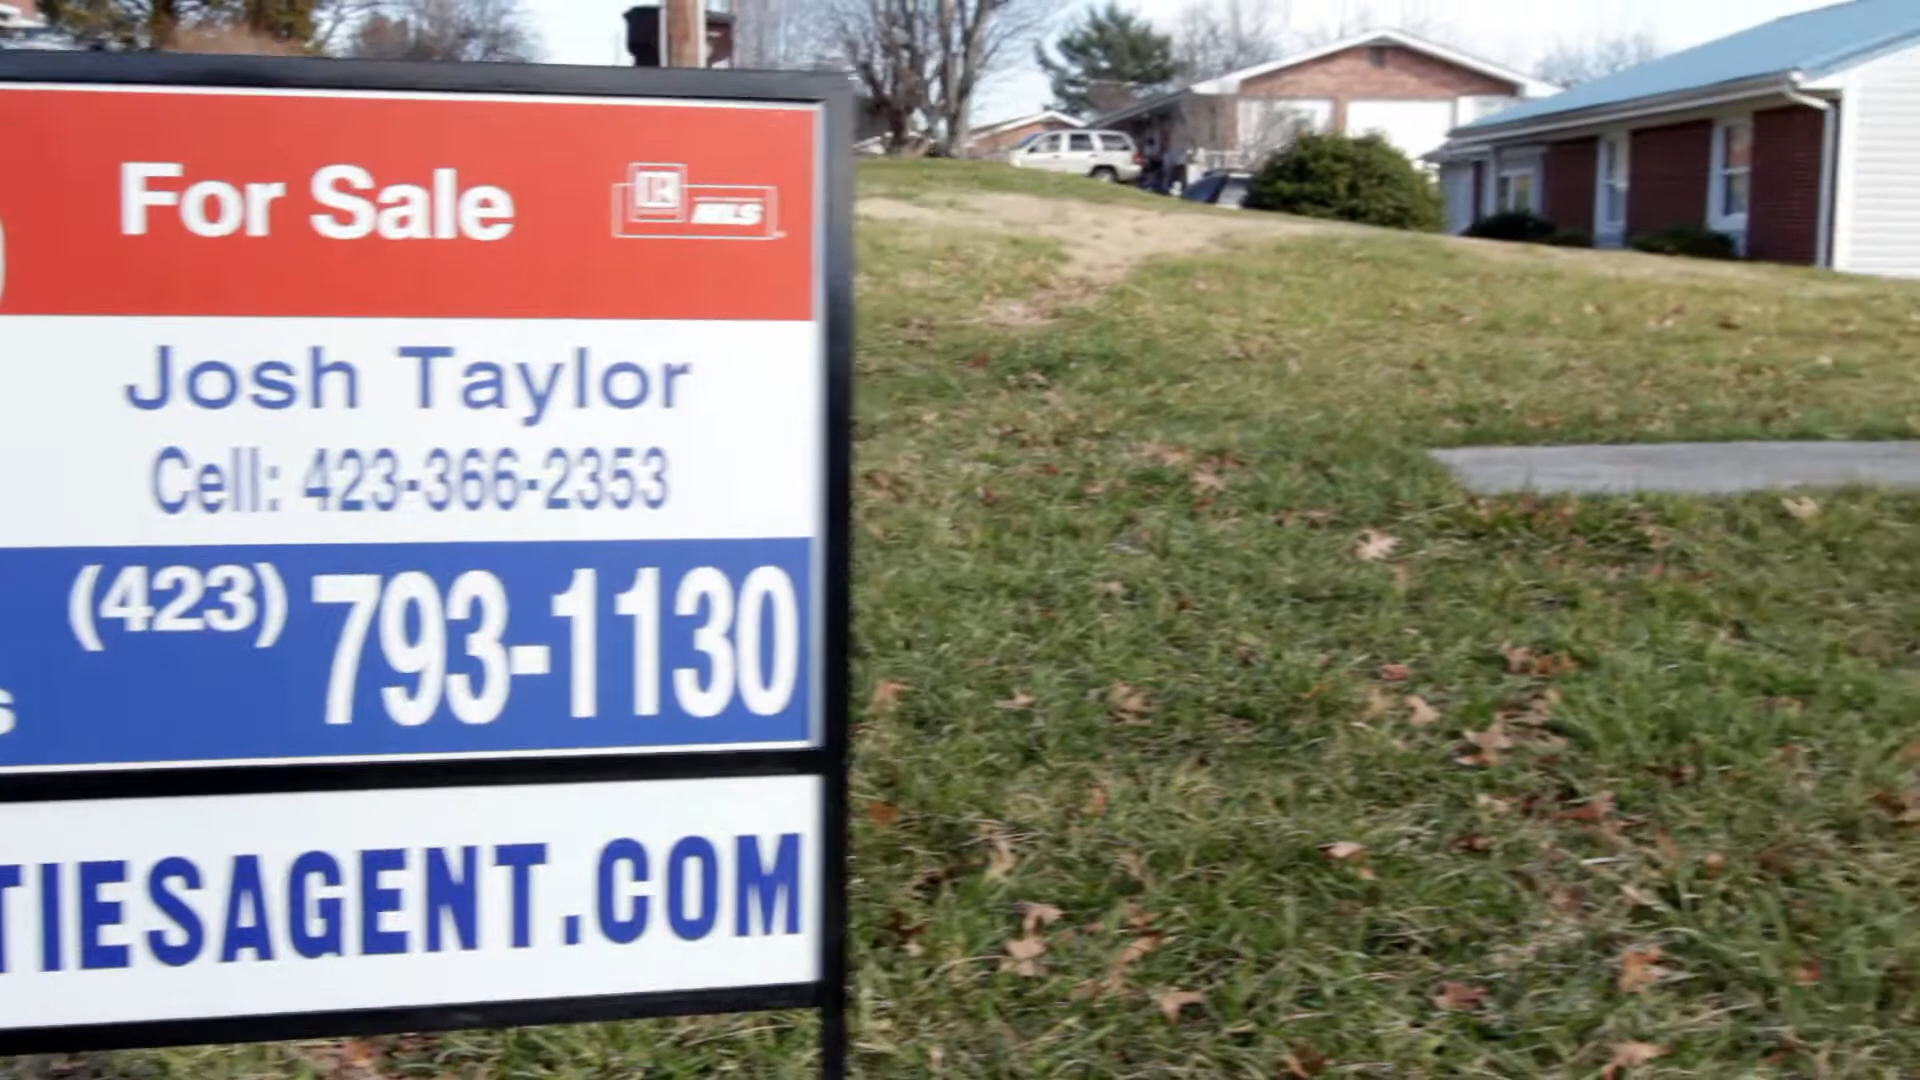 For Sale
MLS
Josh Taylor
Cell: 423-366-2353
(423) 793-1130
s
TIESAGENT.COM